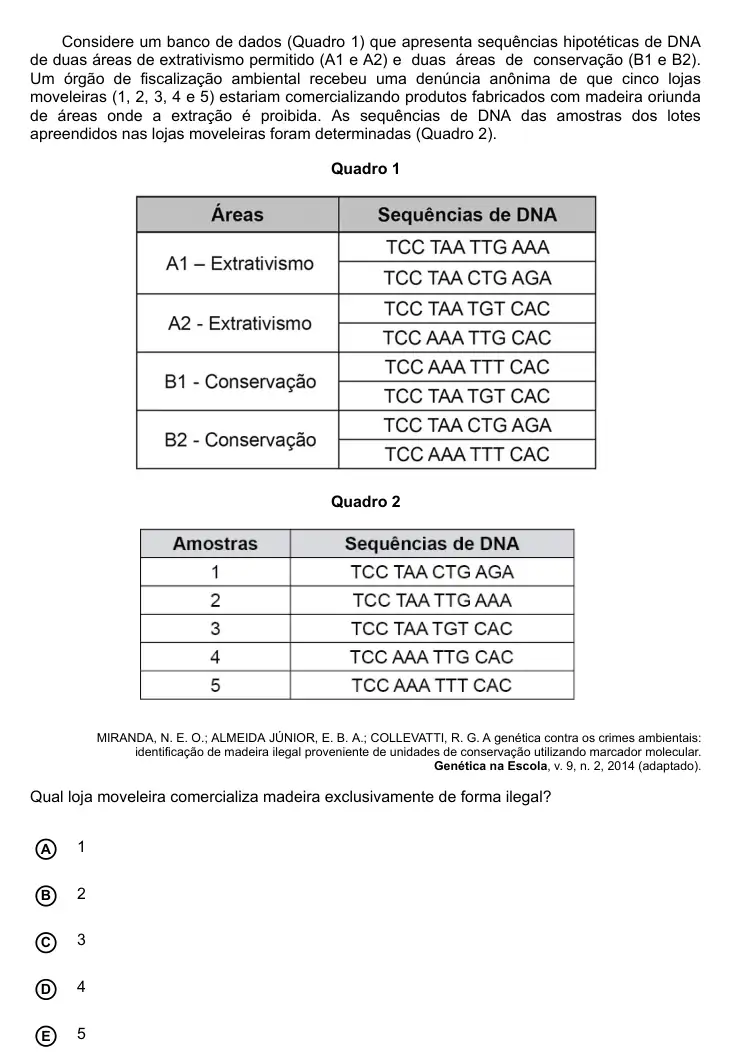 Considere um banco de dados (Quadro 1) que apresenta sequências hipotéticas de DNA
de duas áreas de extrativismo permitido (A1 e A2) e duas áreas de conservação (B1 e B2).
Um órgão de fiscalização ambiental recebeu uma denúncia anônima de que cinco lojas
moveleiras (1, 2, 3, 4 e 5) estariam comercializando produtos fabricados com madeira oriunda
de áreas onde a extração é proibida. As sequências de DNA das amostras dos lotes
apreendidos nas lojas moveleiras foram determinadas (Quadro 2).
Quadro 1
Áreas Sequências de DNA
A1 – Extrativismo
TCC TAA TTG AAA
TCC TAA CTG AGA
A2 - Extrativismo
TCC TAA TGT CAC
TCC AAA TTG CAC
B1 - Conservação
TCC AAA TTT CAC
TCC TAA TGT CAC
B2 - Conservação
TCC TAA CTG AGA
TCC AAA TTT CAC
Quadro 2
Amostras Sequências de DNA
1 TCC TAA CTG AGA
2 TCC TAA TTG AAA
3 TCC TAA TGT CAC
4 TCC AAA TTG CAC
5 TCC AAA TTT CAC
MIRANDA, N. E. O.; ALMEIDA JÚNIOR, E. B. A.; COLLEVATTI, R. G. A genética contra os crimes ambientais:
identificação de madeira ilegal proveniente de unidades de conservação utilizando marcador molecular.
Genética na Escola, v. 9, n. 2, 2014 (adaptado).
Qual loja moveleira comercializa madeira exclusivamente de forma ilegal?
A 1
B 2
C 3
D 4
E 5